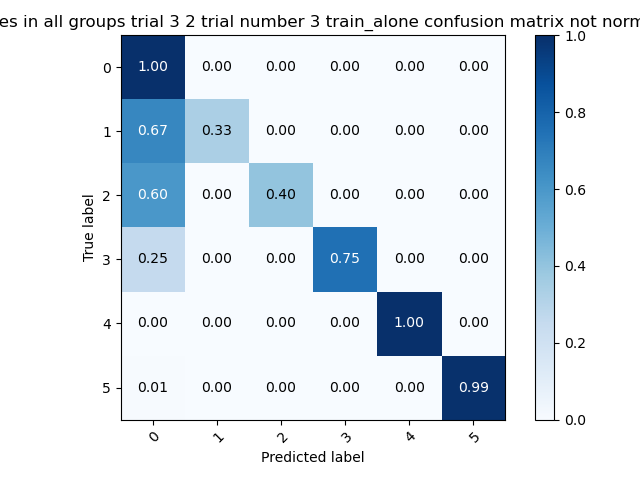 es in all groups trial 3 2 trial number 3 train_alone confusion matrix not norm
1.0
0 1.00 0.00 0.00 0.00 0.00 0.00
0.8
1 0.67 0.33 0.00 0.00 0.00 0.00
0.6
2 0.60 0.00 0.40 0.00 0.00 0.00
True label
0.4
3 0.25 0.00 0.00 0.75 0.00 0.00
0.2
4 0.00 0.00 0.00 0.00 1.00 0.00
5 0.01 0.00 0.00 0.00 0.00 0.99
0.0
0 1 2 3 4 5
Predicted label